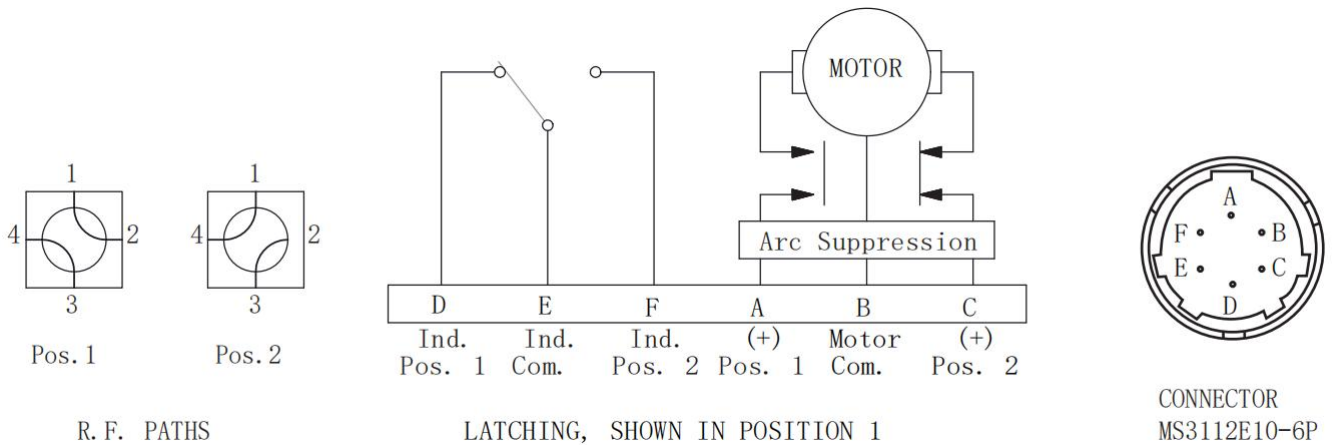 1
4
2
3
Pos.1
1
4
2
3
Pos.2
R.F. PATHS
MOTOR
Arc Suppression
D E F A B C
Ind. Ind. Ind. (+) Motor (+)
Pos. 1 Com. Pos. 2 Pos. 1 Com. Pos. 2
LATCHING, SHOWN IN POSITION 1
A
F B
E C
D
CONNECTOR
MS3112E10-6P